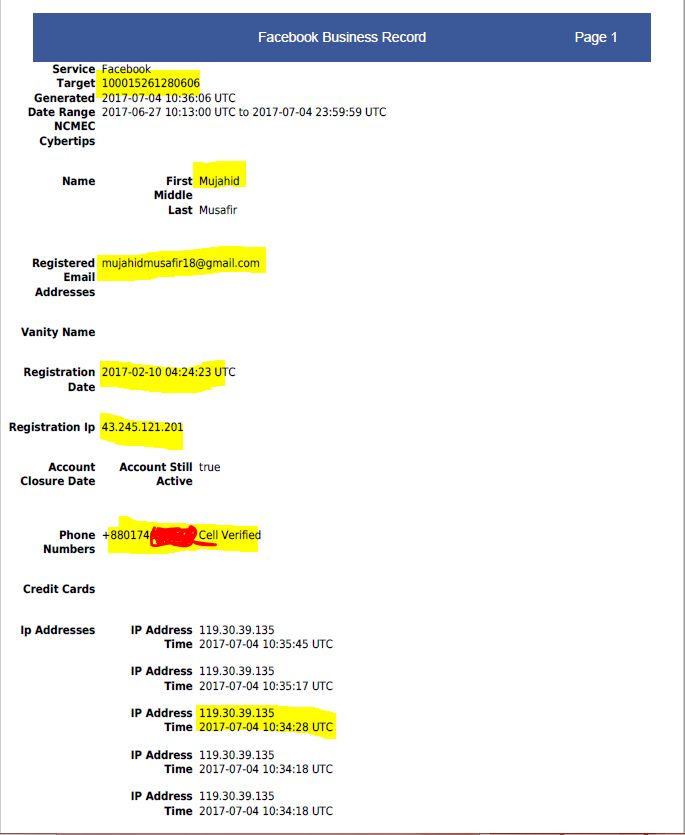 Facebook Business Record Page 1
Service Facebook
Target 100015261280606
Generated 2017-07-04 10:36:06 UTC
Date Range 2017-06-27 10:13:00 UTC to 2017-07-04 23:59:59 UTC
NCMEC
Cybertips
Name First Mujahid
Middle
Last Musafir
Registered mujahidmusafir18@gmail.com
Email
Addresses
Vanity Name
Registration 2017-02-10 04:24:23 UTC
Date
Registration Ip 43.245.121.201
Account Account Still true
Closure Date Active
Phone +880174 Cell Verified
Numbers
Credit Cards
Ip Addresses IP Address 119.30.39.135
Time 2017-07-04 10:35:45 UTC
IP Address 119.30.39.135
Time 2017-07-04 10:35:17 UTC
IP Address 119.30.39.135
Time 2017-07-04 10:34:28 UTC
IP Address 119.30.39.135
Time 2017-07-04 10:34:18 UTC
IP Address 119.30.39.135
Time 2017-07-04 10:34:18 UTC